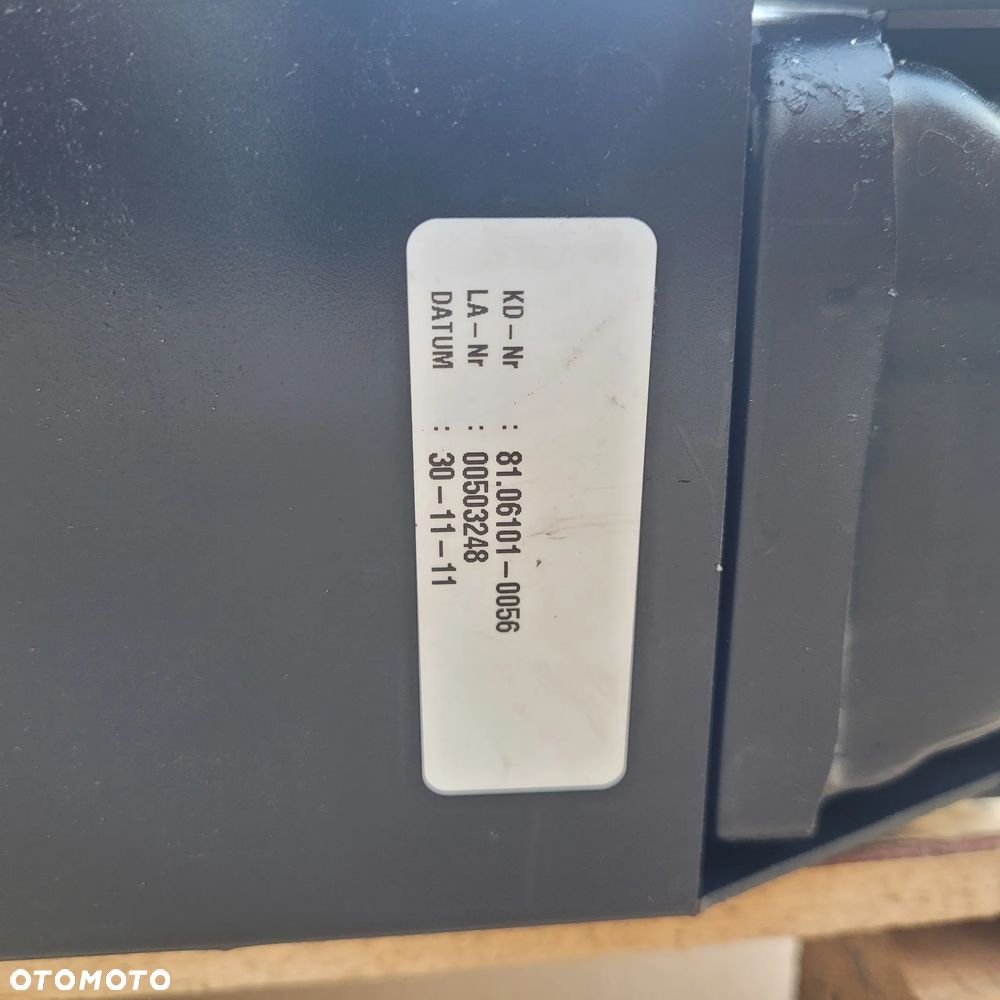 KD-Nr : 81.06101-0056
LA-Nr : 00503248
DATUM : 30-11-11
OTOMOTO